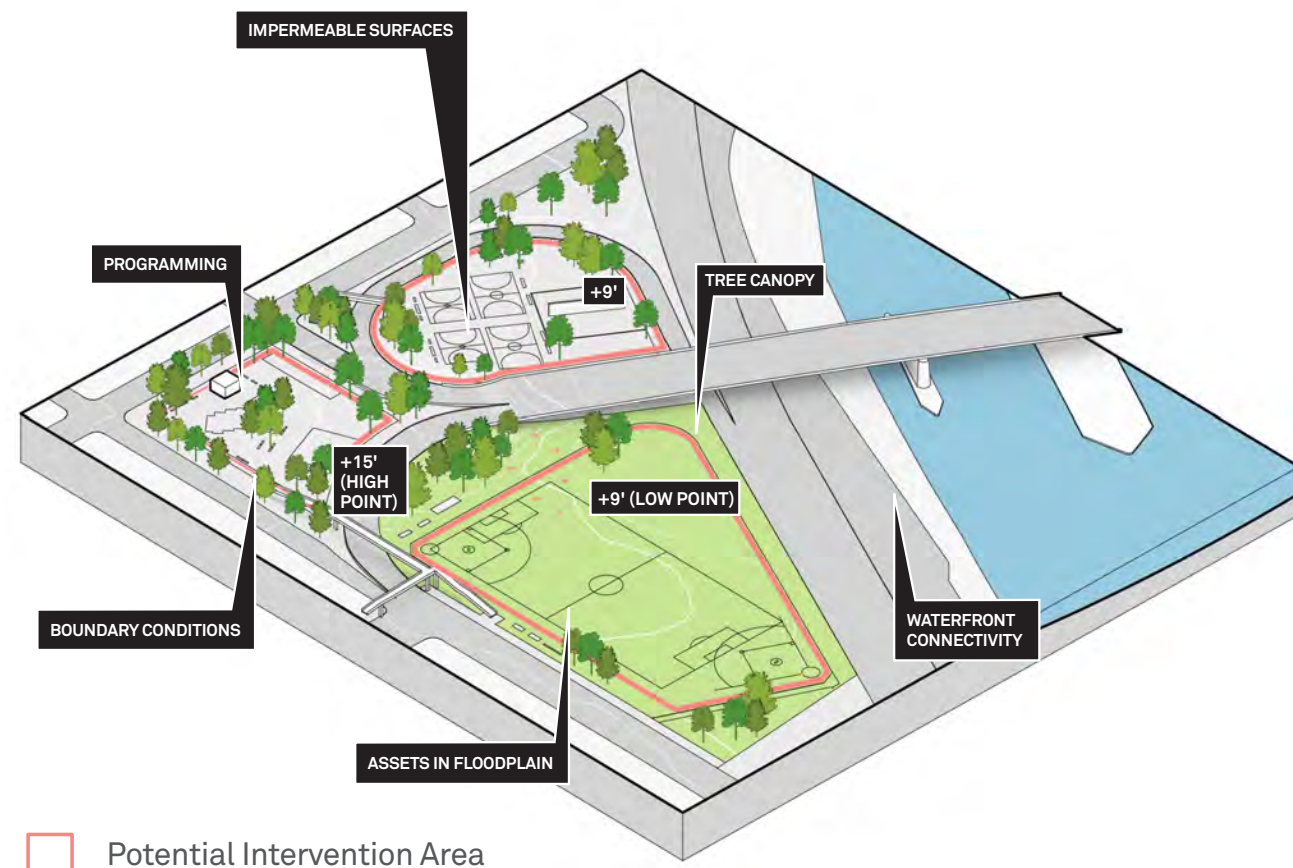 IMPERMEABLE SURFACES
PROGRAMMING
+9'
TREE CANOPY
+15'
(HIGH
POINT)
+9' (LOW POINT)
BOUNDARY CONDITIONS
WATERFRONT
CONNECTIVITY
ASSETS IN FLOODPLAIN
Potential Intervention Area